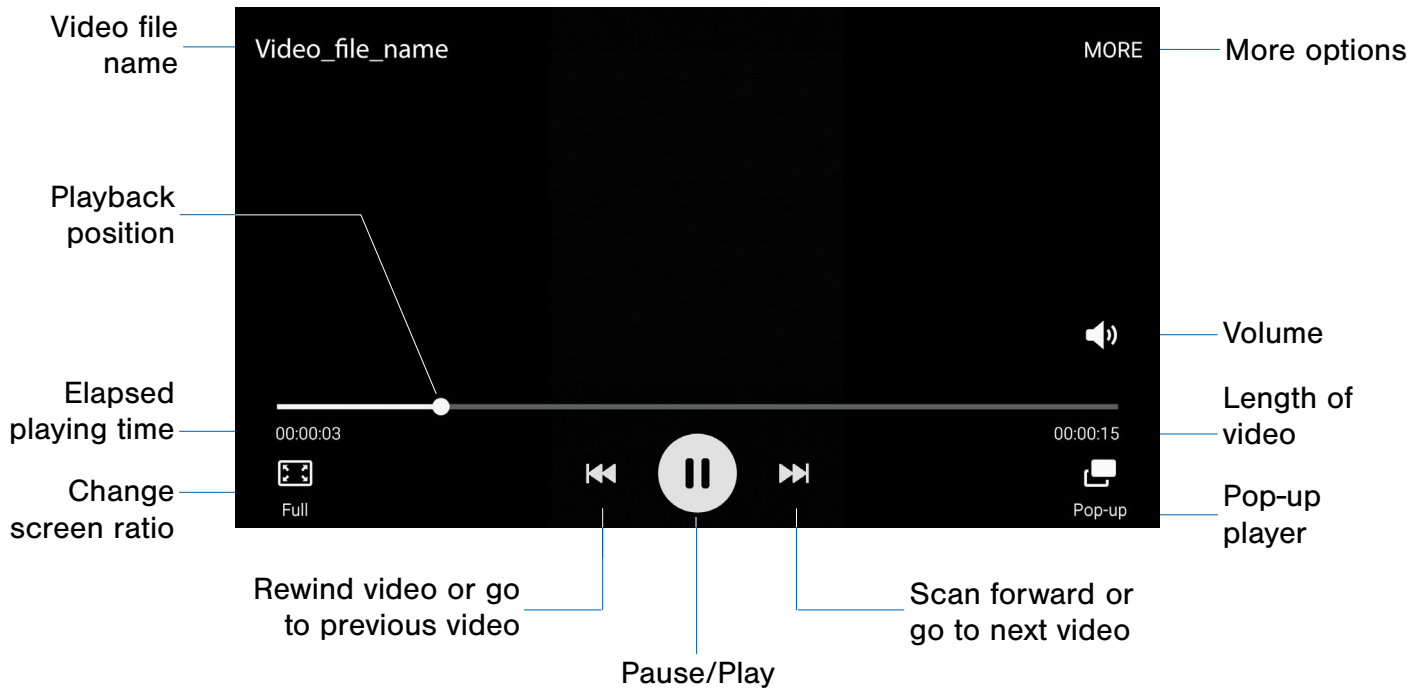 Video file
name
Video_file_name
MORE
More options
Playback
position
Volume
Elapsed
playing time
00:00:03
00:00:15
Length of
video
Change
screen ratio
Full
Pop-up
Pop-up
player
Rewind video or go
to previous video
Pause/Play
Scan forward or
go to next video